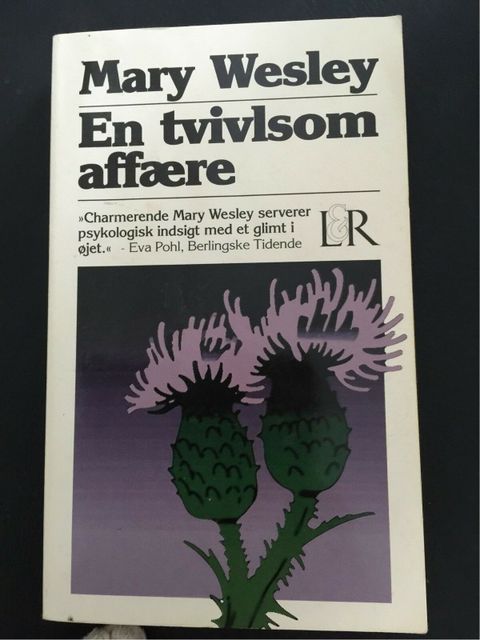 Mary Wesley
En tvivlsom
affære
»Charmerende Mary Wesley serverer
psykologisk indsigt med et glimt i
øjet.« - Eva Pohl, Berlingske Tidende
L&R